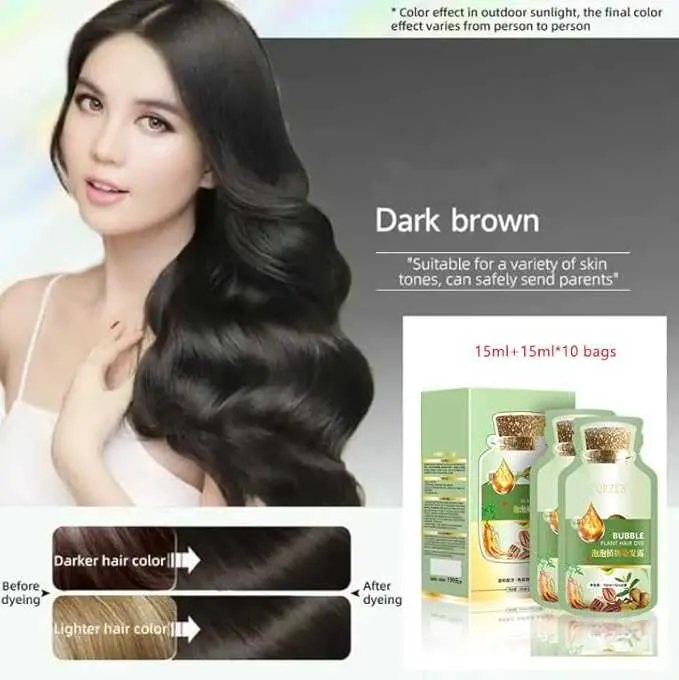 * Color effect in outdoor sunlight, the final color
effect varies from person to person
Dark brown
"Suitable for a variety of skin
tones, can safely send parents"
15ml+15ml*10 bags
BUBBLE
PLANT HAIR DYE
泡泡植物染发露
Darker hair color
Before
dyeing
After
dyeing
Lighter hair color